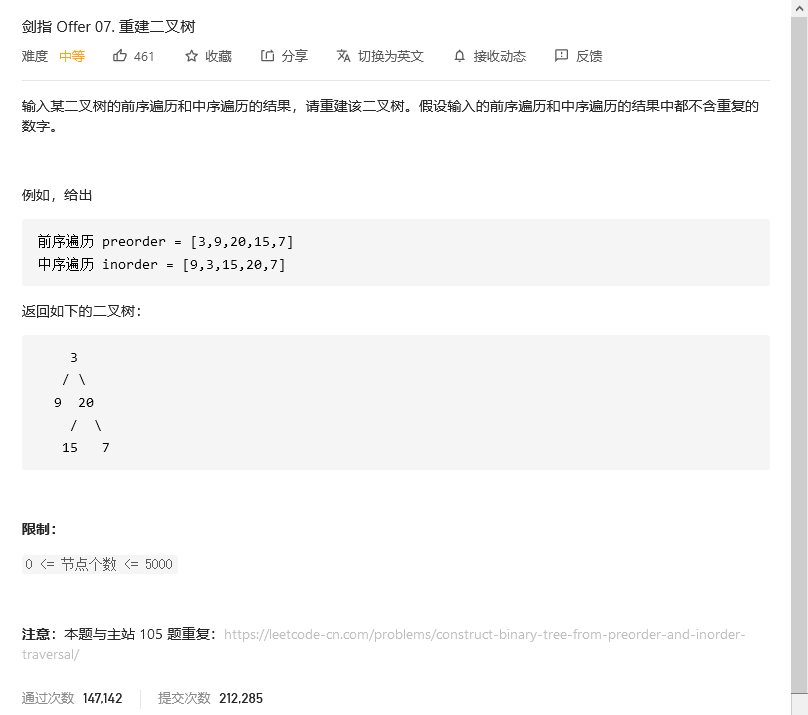 剑指 Offer 07. 重建二叉树
难度 中等 461 收藏 分享 切换为英文 接收动态 反馈
输入某二叉树的前序遍历和中序遍历的结果，请重建该二叉树。假设输入的前序遍历和中序遍历的结果中都不含重复的
数字。
例如，给出
前序遍历 preorder = [3,9,20,15,7]
中序遍历 inorder = [9,3,15,20,7]
返回如下的二叉树：
3
/ \
9 20
/ \
15 7
限制：
0 <= 节点个数 <= 5000
注意：本题与主站 105 题重复：https://leetcode-cn.com/problems/construct-binary-tree-from-preorder-and-inorder-
traversal/
通过次数 147,142 提交次数 212,285